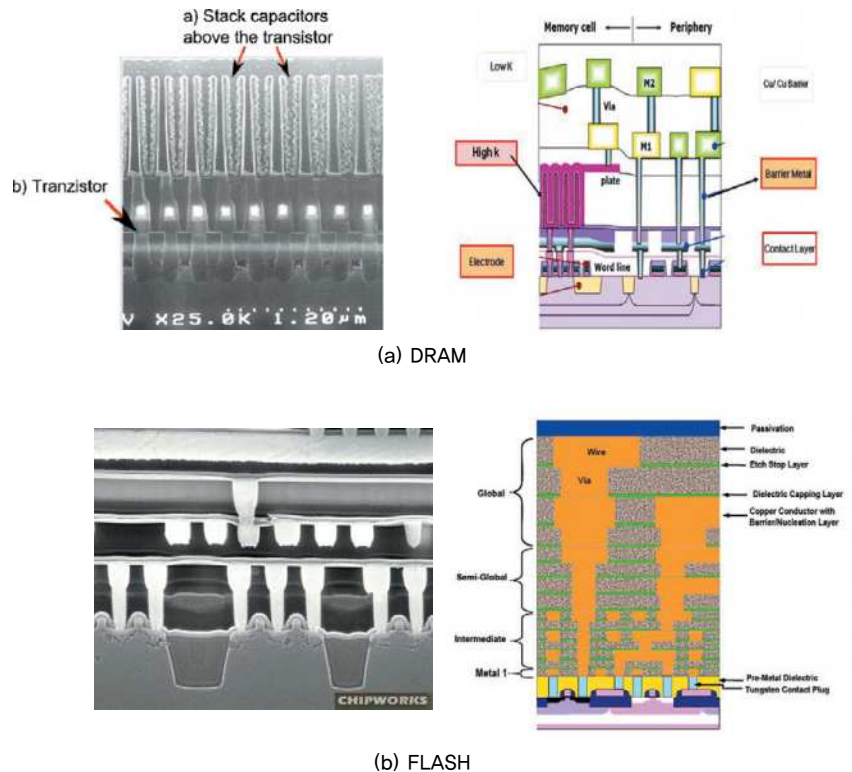 a) Stack capacitors
above the transistor
b) Tranzistor
V X25.0K 1.20µm
Memory cell
Periphery
Low K
M2
Cu/ Cu Barrier
Via
M1
High k
plate
Barrier Metal
Contact Layer
Electrode
Word line
(a) DRAM
Passivation
Wire
Dielectric
Etch Stop Layer
Via
Global
Dielectric Capping Layer
Copper Conductor with
Barrier/Nucleation Layer
Semi-Global
Intermediate
Metal 1
Pre-Metal Dielectric
Tungsten Contact Plug
CHIPWORKS
(b) FLASH